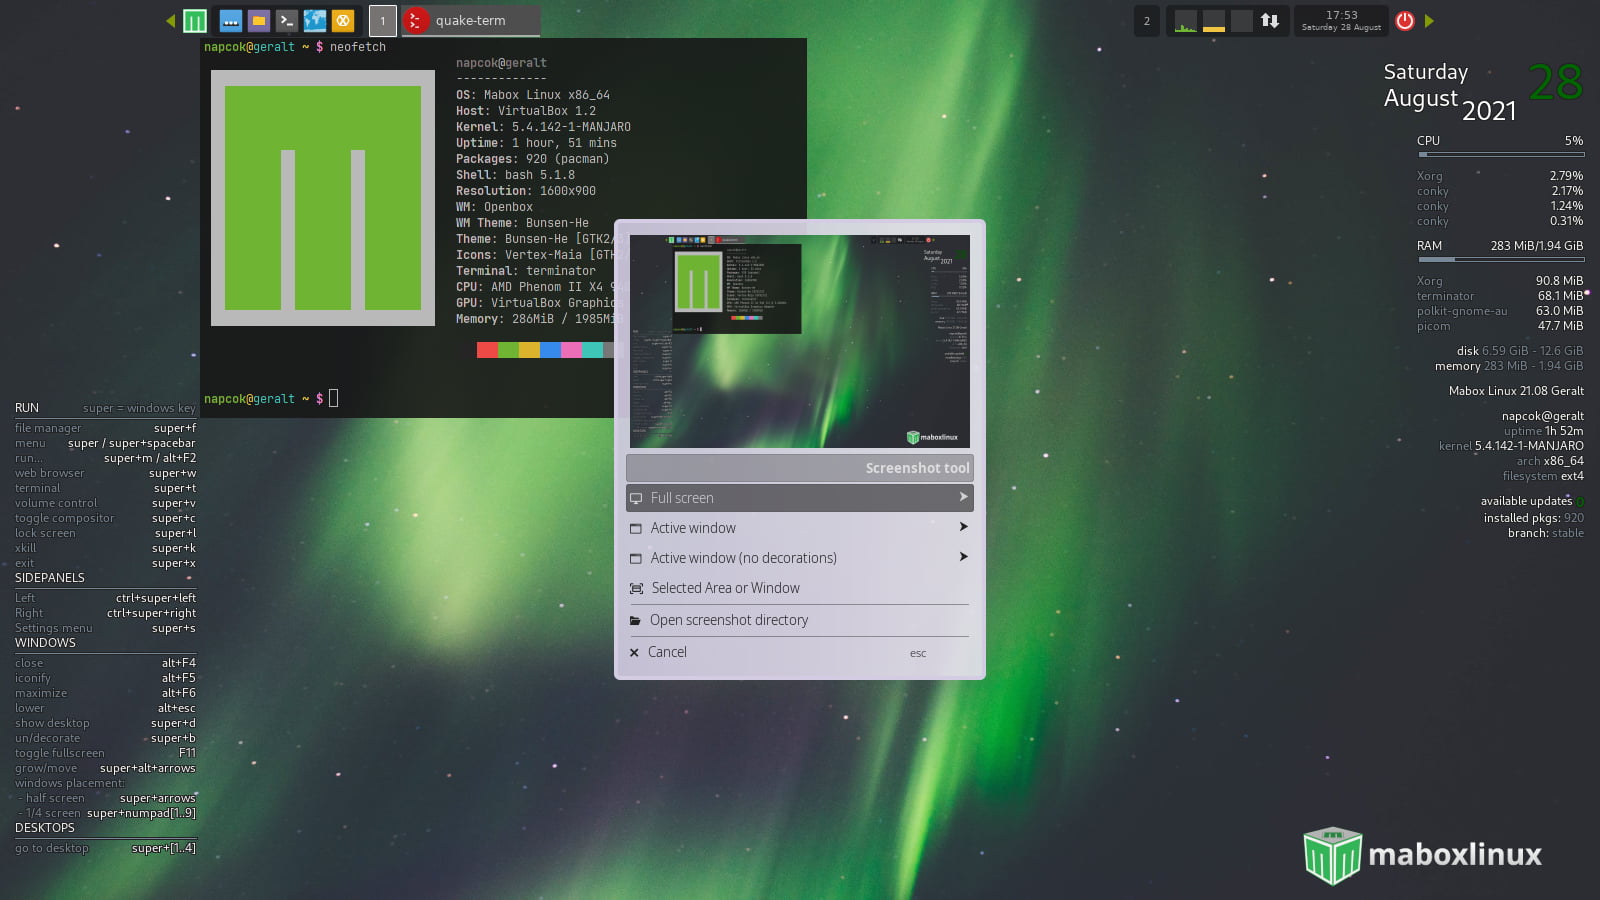 1
quake-term
2
17:53
Saturday 28 August
napcok@geralt ~ $ neofetch
napcok@geralt
-------------
OS: Mabox Linux x86_64
Host: VirtualBox 1.2
Kernel: 5.4.142-1-MANJARO
Uptime: 1 hour, 51 mins
Packages: 920 (pacman)
Shell: bash 5.1.8
Resolution: 1600x900
WM: Openbox
WM Theme: Bunsen-He
Theme: Bunsen-He [GTK2/3]
Icons: Vertex-Maia [GTK2/
Terminal: terminator
CPU: AMD Phenom II X4 940
GPU: VirtualBox Graphics
Memory: 286MiB / 1985MiB
napcok@geralt ~ $
Screenshot tool
Full screen
Active window
Active window (no decorations)
Selected Area or Window
Open screenshot directory
Cancel esc
RUN super = windows key
file manager super+f
menu super / super+spacebar
run... super+m / alt+F2
web browser super+w
terminal super+t
volume control super+v
toggle compositor super+c
lock screen super+l
xkill super+k
exit super+x
SIDEPANELS
Left ctrl+super+left
Right ctrl+super+right
Settings menu super+s
WINDOWS
close alt+F4
iconify alt+F5
maximize alt+F6
lower alt+esc
show desktop super+d
un/decorate super+b
toggle fullscreen F11
grow/move super+alt+arrows
windows placement:
- half screen super+arrows
- 1/4 screen super+numpad[1..9]
DESKTOPS
go to desktop super+[1..4]
Saturday 28
August 2021
CPU 5%
Xorg 2.79%
conky 2.17%
conky 1.24%
conky 0.31%
RAM 283 MiB/1.94 GiB
Xorg 90.8 MiB
terminator 68.1 MiB
polkit-gnome-au 63.0 MiB
picom 47.7 MiB
disk 6.59 GiB - 12.6 GiB
memory 283 MiB - 1.94 GiB
Mabox Linux 21.08 Geralt
napcok@geralt
uptime 1h 52m
kernel 5.4.142-1-MANJARO
arch x86_64
filesystem ext4
available updates 0
installed pkgs: 920
branch: stable
maboxlinux